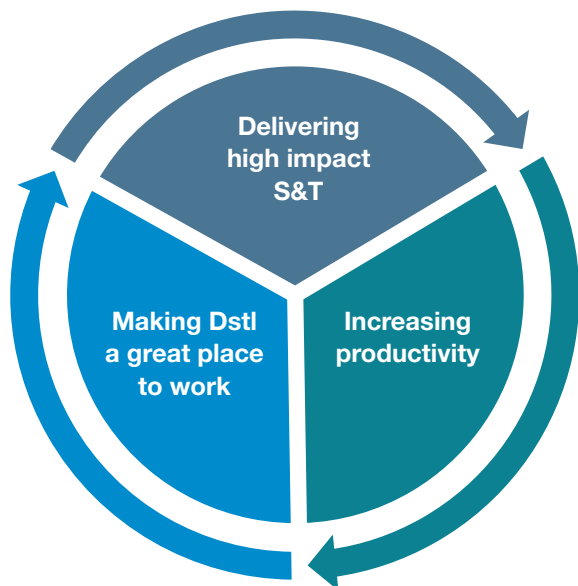 Delivering
high impact
S&T
Making Dstl
a great place
to work
Increasing
productivity